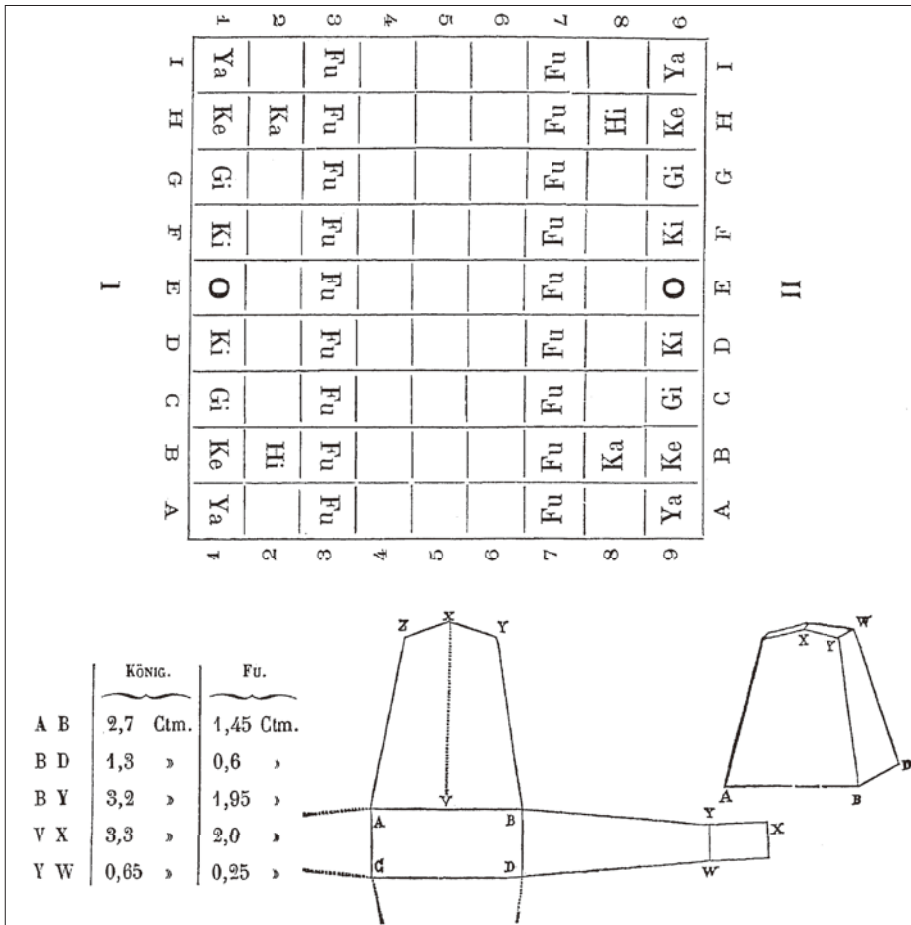 1 2 3 4 5 6 7 8 9
I Ya Fu Fu Ya I
H Ke Ka Fu Fu Hi Ke H
G Gi Fu Fu Gi G
F Ki Fu Fu Ki F
I E O Fu Fu O E II
D Ki Fu Fu Ki D
C Gi Fu Fu Gi C
B Ke Hi Fu Fu Ka Ke B
A Ya Fu Fu Ya A
1 2 3 4 5 6 7 8 9
KÖNIG. FU.
A B 2,7 Ctm. 1,45 Ctm.
B D 1,3 » 0,6 »
B Y 3,2 » 1,95 »
V X 3,3 » 2,0 »
Y W 0,65 » 0,25 »
Z X Y
V
A B
C D
Y X
W
X Y W
A B D